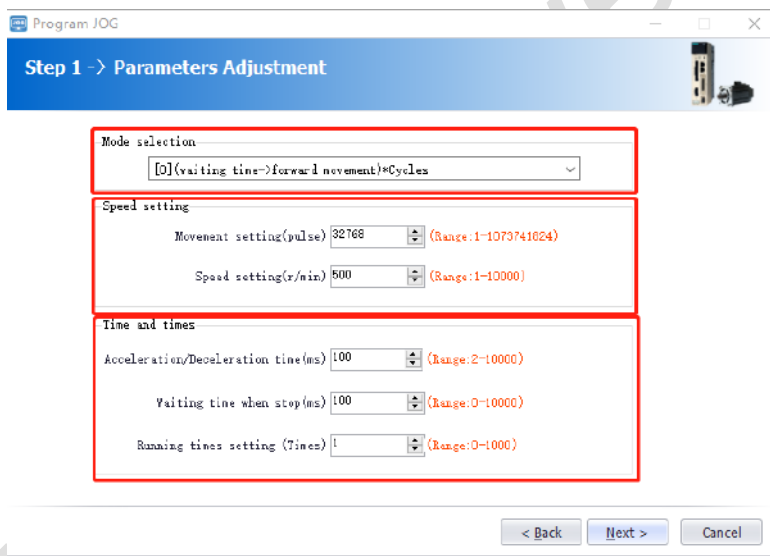 Program JOG
Step 1 -> Parameters Adjustment
Mode selection
[0](waiting time->forward movement)*Cycles
Speed setting
Movement setting(pulse) 32768 (Range:1-1073741824)
Speed setting(r/min) 500 (Range:1-10000)
Time and times
Acceleration/Deceleration time(ms) 100 (Range:2-10000)
Waiting time when stop(ms) 100 (Range:0-10000)
Running times setting (Times) 1 (Range:0-1000)
< Back Next > Cancel